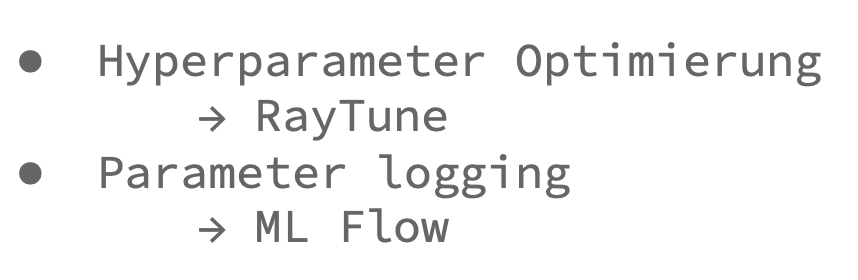 ● Hyperparameter Optimierung
→ RayTune
● Parameter logging
→ ML Flow